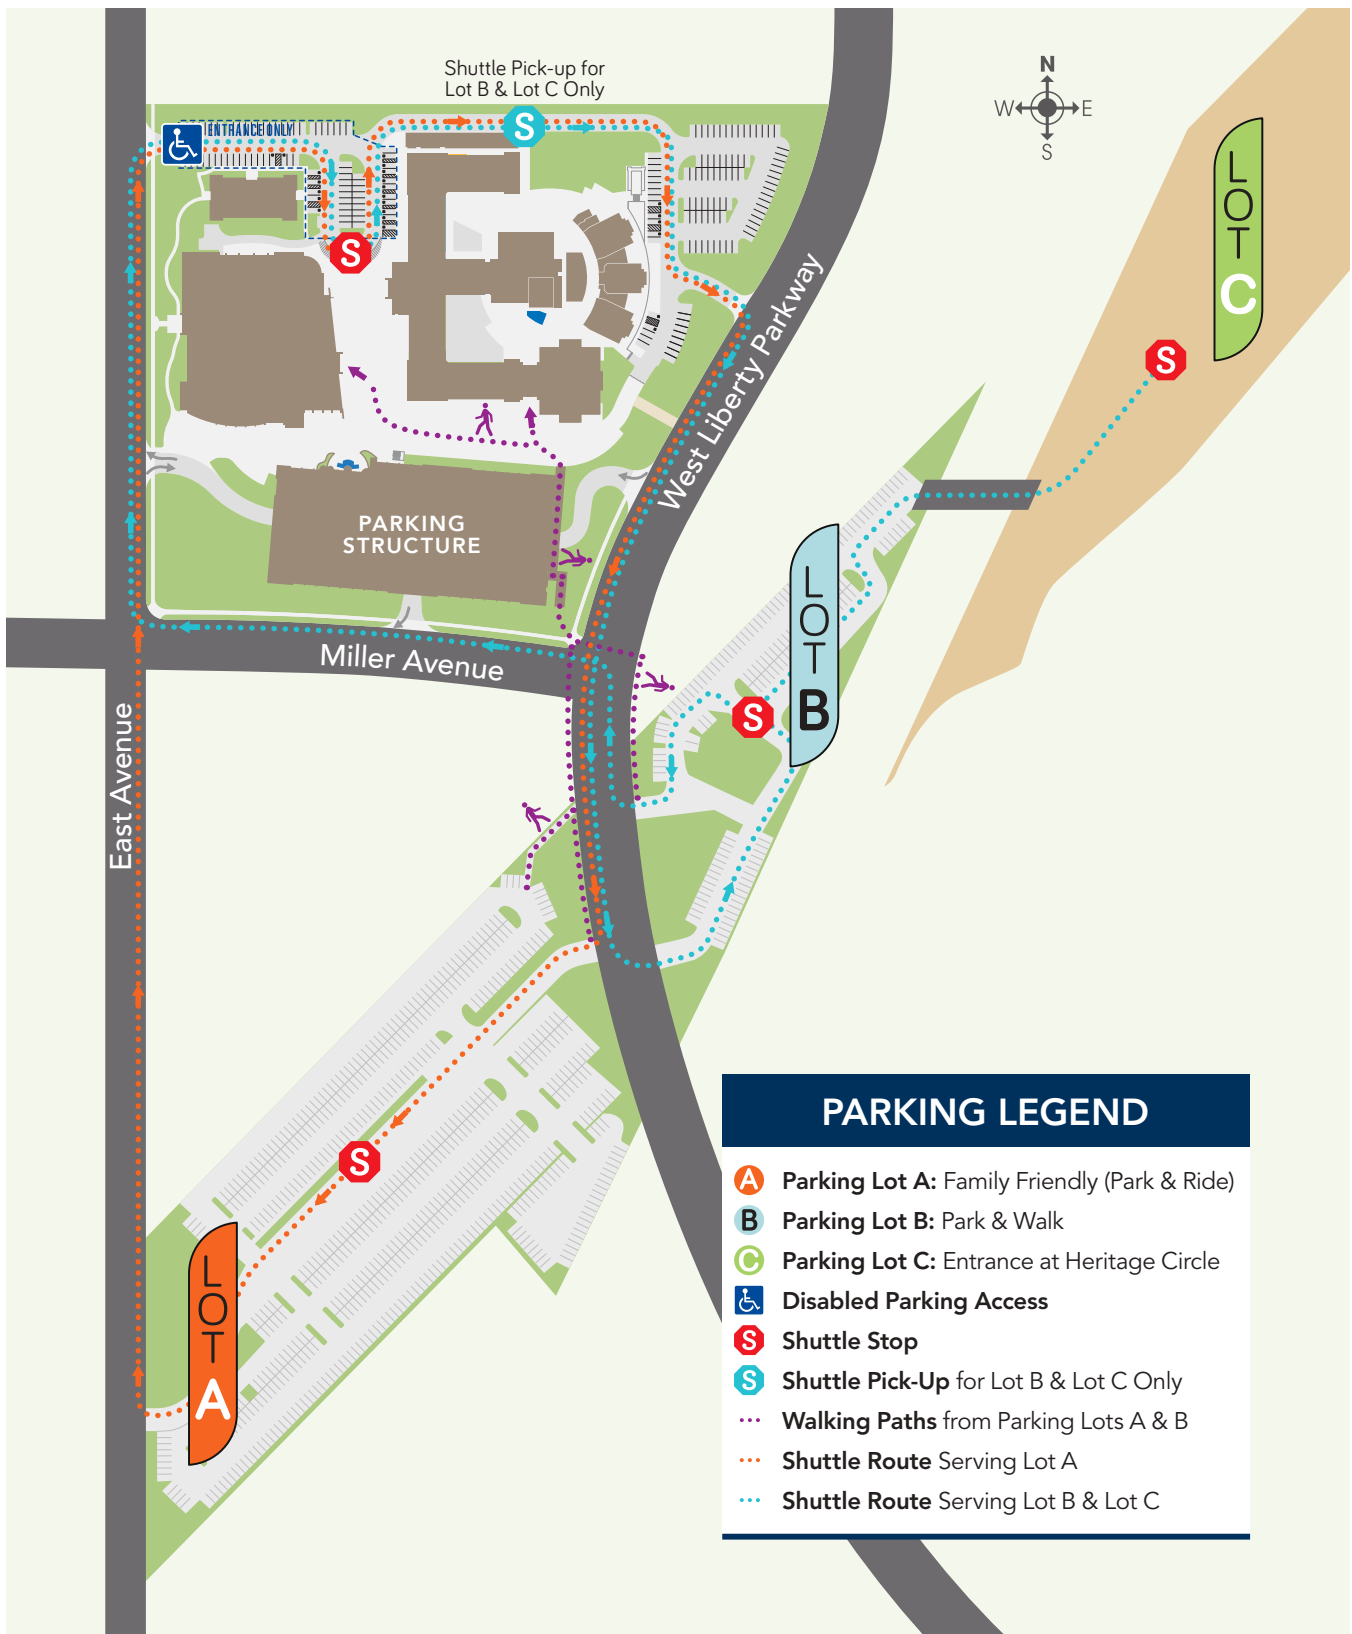 Shuttle Pick-up for
Lot B & Lot C Only
N
W E
S
ENTRANCE ONLY
S
S
LOT C
S
West Liberty Parkway
PARKING
STRUCTURE
LOT B
Miller Avenue
S
East Avenue
S
LOT A
PARKING LEGEND
A Parking Lot A: Family Friendly (Park & Ride)
B Parking Lot B: Park & Walk
C Parking Lot C: Entrance at Heritage Circle
Disabled Parking Access
S Shuttle Stop
S Shuttle Pick-Up for Lot B & Lot C Only
Walking Paths from Parking Lots A & B
Shuttle Route Serving Lot A
Shuttle Route Serving Lot B & Lot C